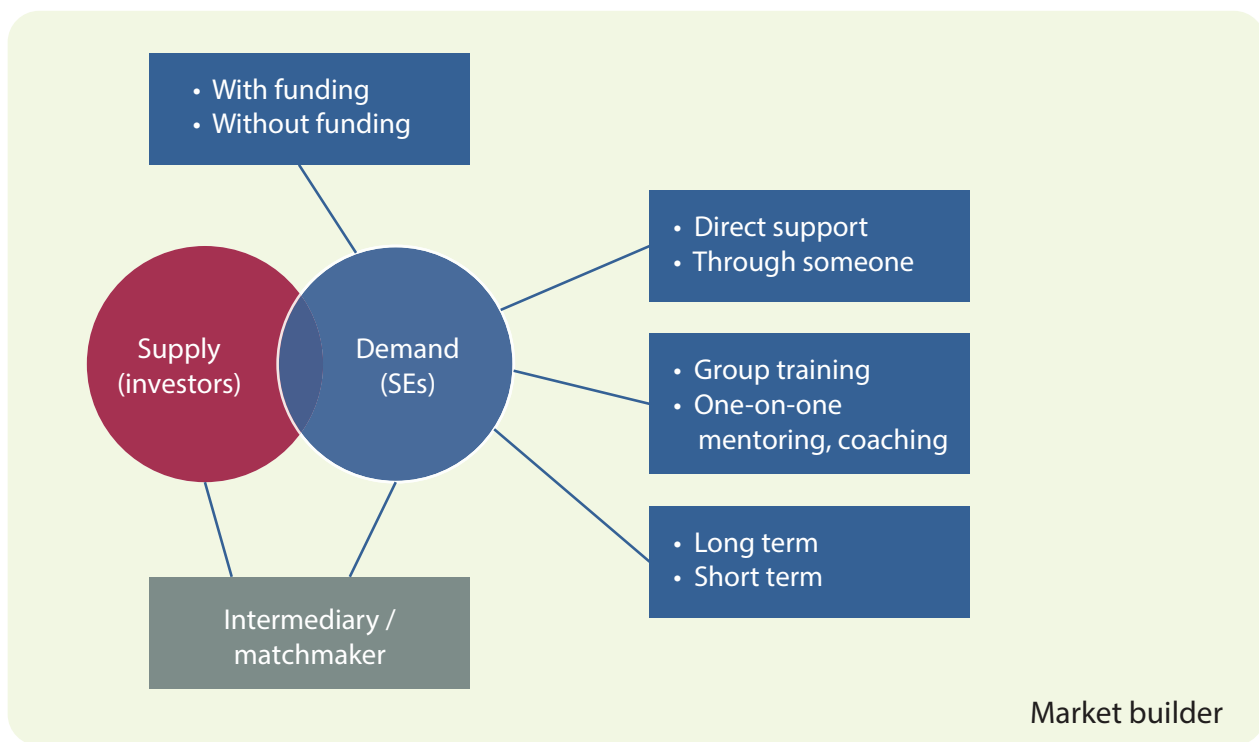 • With funding
• Without funding
• Direct support
• Through someone
Supply
(investors)
Demand
(SEs)
• Group training
• One-on-one
mentoring, coaching
• Long term
• Short term
Intermediary /
matchmaker
Market builder